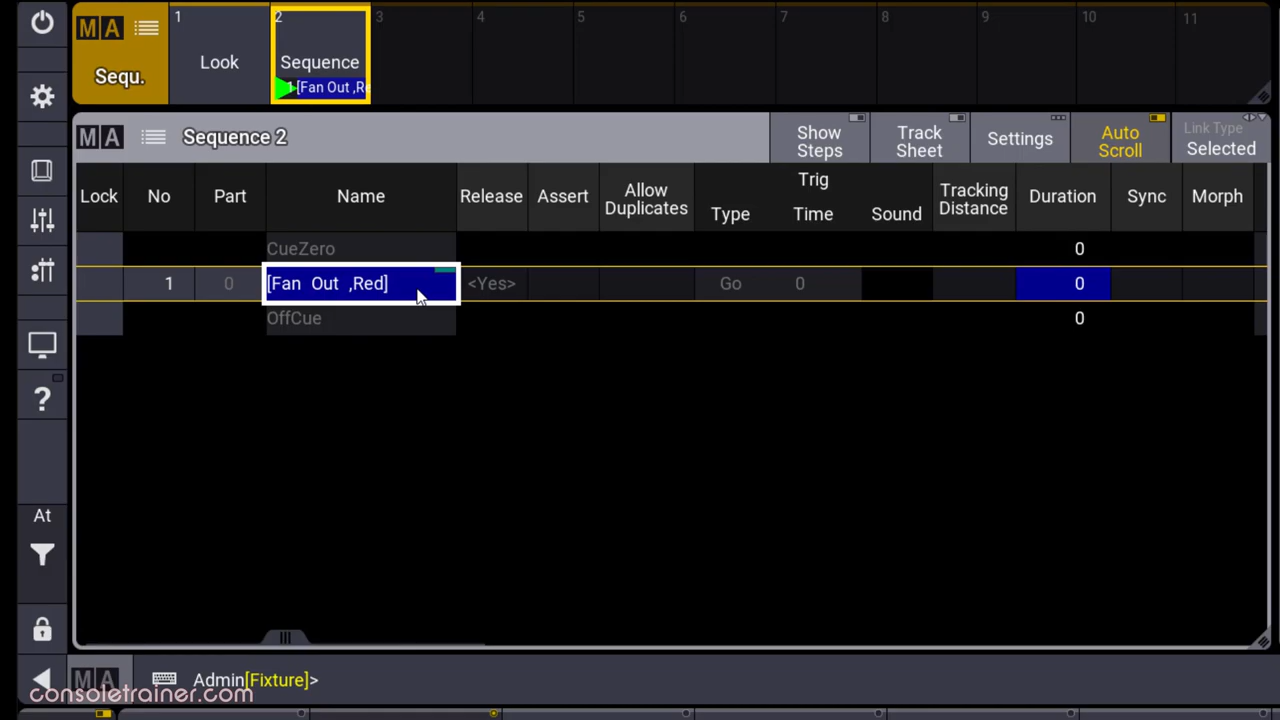 1 2 3 4 5 6 7 8 9 10 11
MA
Sequ.
Look
Sequence
1 [Fan Out ,Re
MA Sequence 2
Show
Steps
Track
Sheet
Settings
Auto
Scroll
Link Type
Selected
Lock No Part Name Release Assert Allow
Duplicates
Trig
Type Time Sound
Tracking
Distance
Duration Sync Morph
CueZero 0
1 0 [Fan Out ,Red] <Yes> Go 0 0
OffCue 0
?
At
MA Admin[Fixture]>
consoletrainer.com